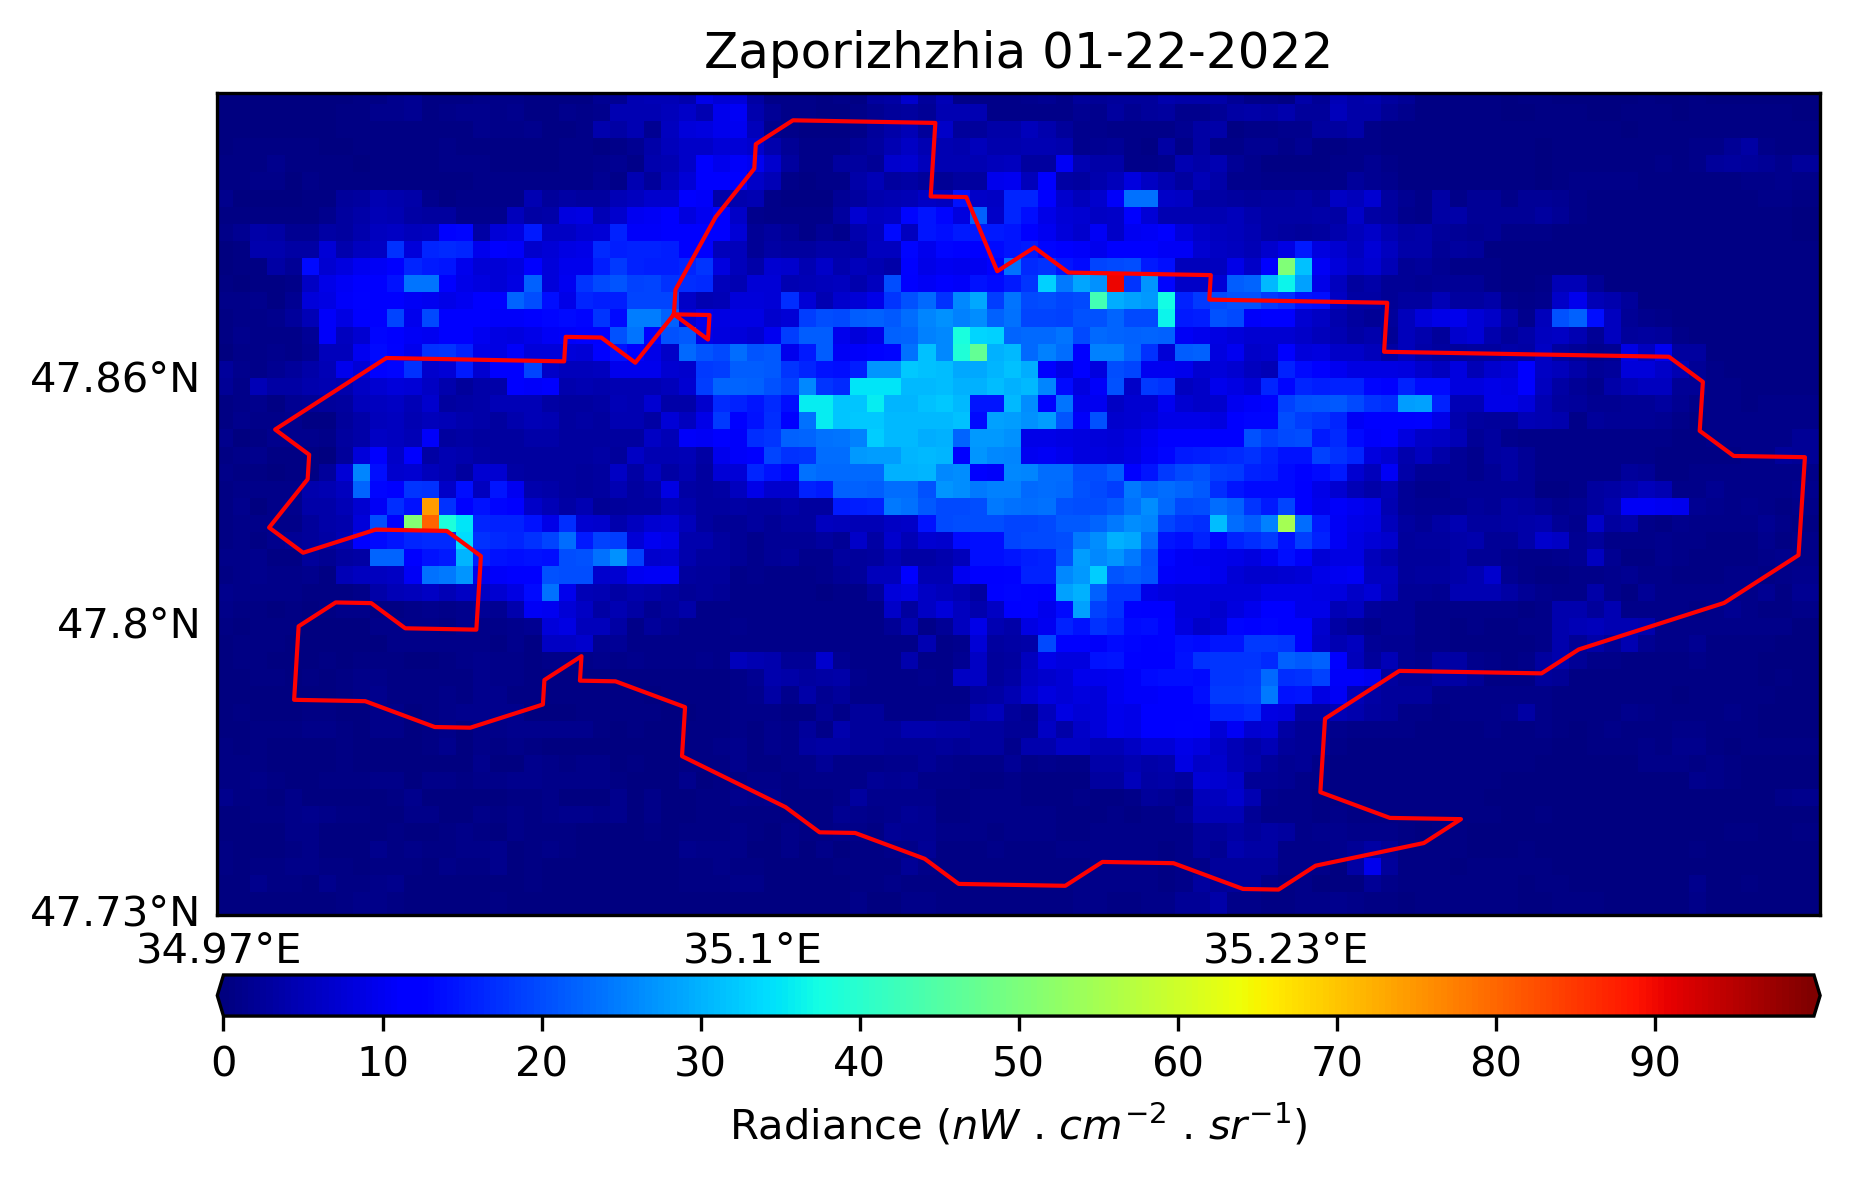 Zaporizhzhia 01-22-2022
47.86°N
47.8°N
47.73°N
34.97°E 35.1°E 35.23°E
0 10 20 30 40 50 60 70 80 90
Radiance (nW . cm⁻² . sr⁻¹)